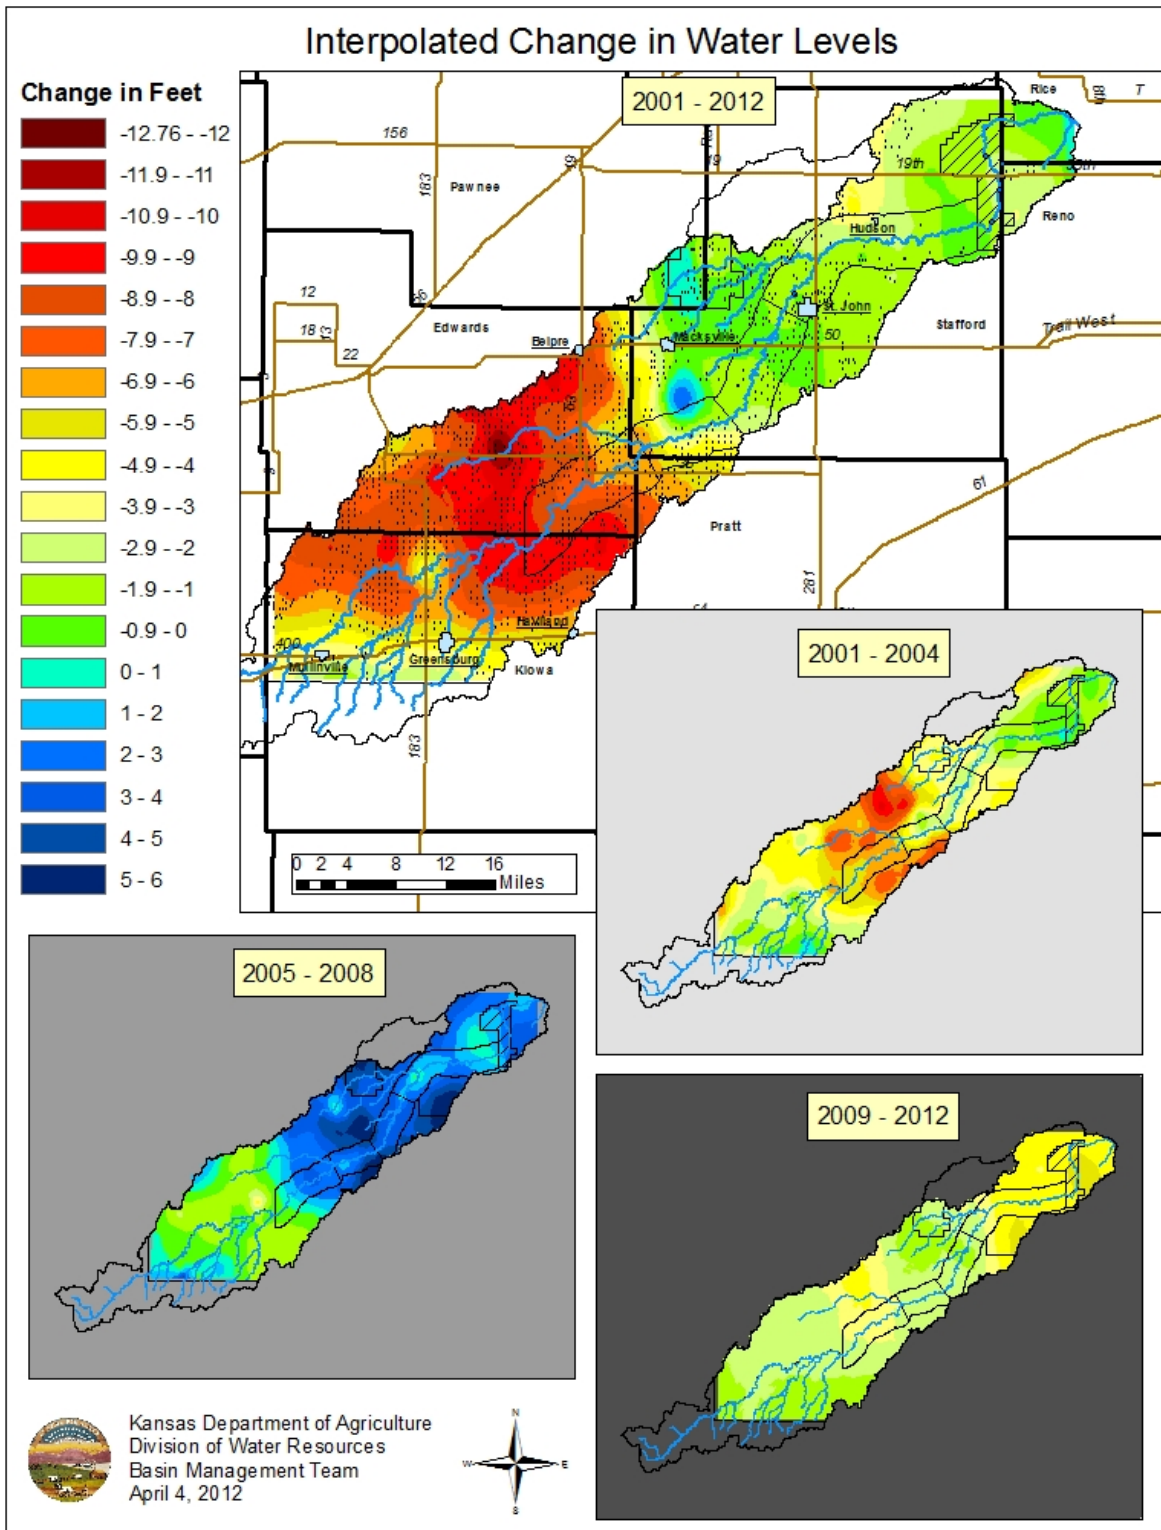 Interpolated Change in Water Levels
Change in Feet
-12.76 - -12
-11.9 - -11
-10.9 - -10
-9.9 - -9
-8.9 - -8
-7.9 - -7
-6.9 - -6
-5.9 - -5
-4.9 - -4
-3.9 - -3
-2.9 - -2
-1.9 - -1
-0.9 - 0
0 - 1
1 - 2
2 - 3
3 - 4
4 - 5
5 - 6
2001 - 2012
Rice
T
156
19
19th
183
Pawnee
Reno
Hudson
12
18
22
Edwards
Belpre
Macksville
St. John
50
Stafford
Trail West
61
Pratt
281
400
Mullinville
Greensburg
Haviland
Kiowa
183
0 2 4 8 12 16
Miles
2001 - 2004
2005 - 2008
2009 - 2012
Kansas Department of Agriculture
Division of Water Resources
Basin Management Team
April 4, 2012
N
W
E
S